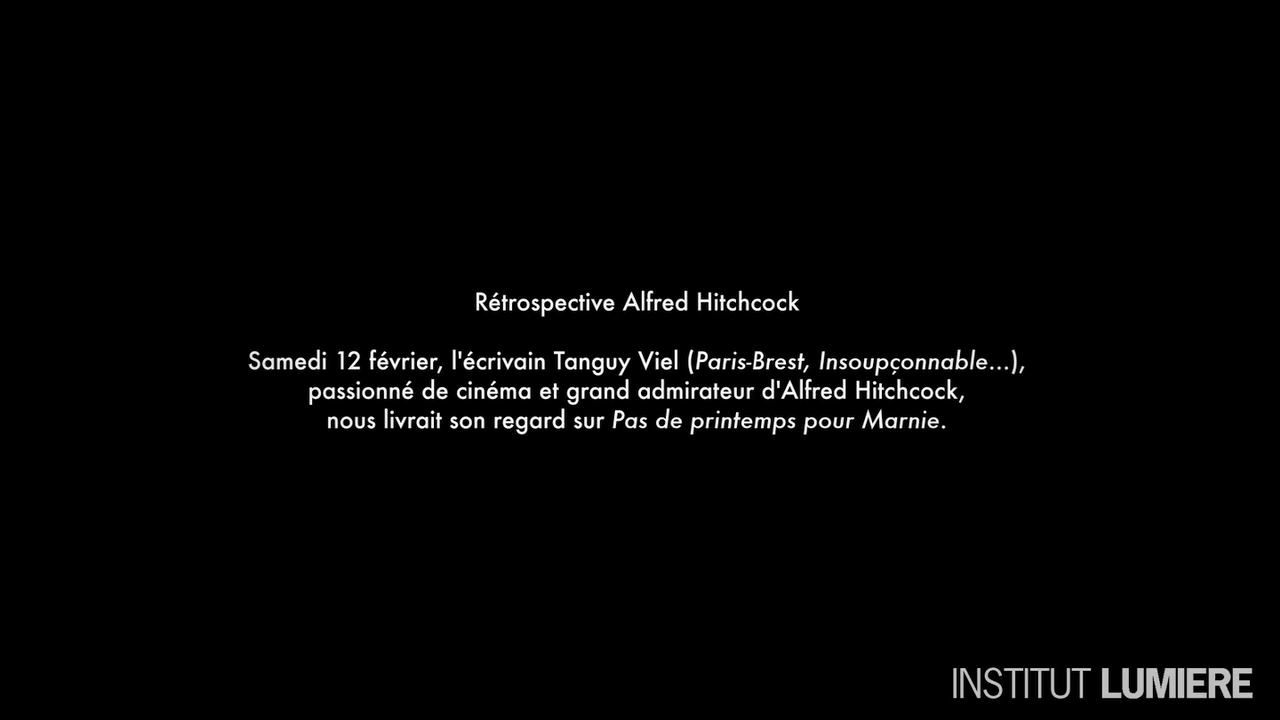 Rétrospective Alfred Hitchcock
Samedi 12 février, l'écrivain Tanguy Viel (Paris-Brest, Insoupçonnable...),
passionné de cinéma et grand admirateur d'Alfred Hitchcock,
nous livrait son regard sur Pas de printemps pour Marnie.
INSTITUT LUMIERE